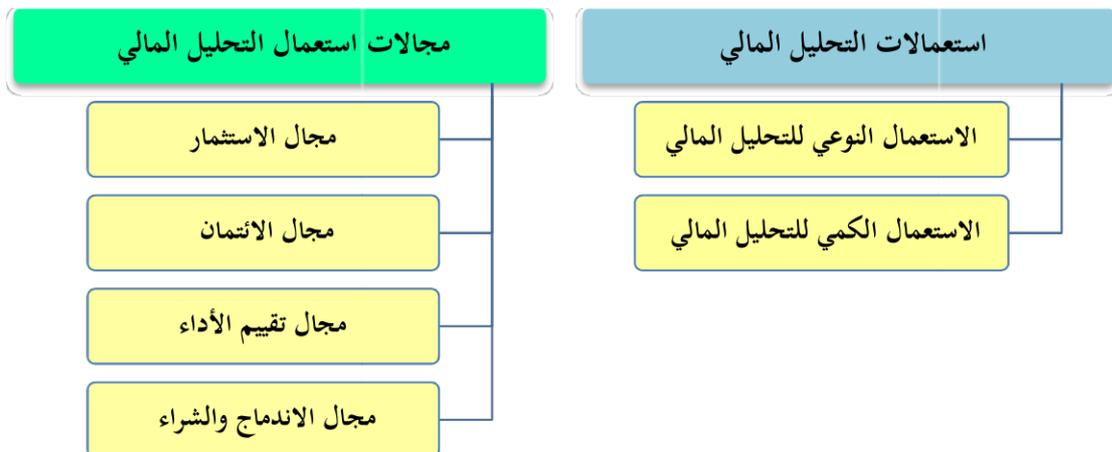 استعمالات التحليل المالي
الاستعمال النوعي للتحليل المالي
الاستعمال الكمي للتحليل المالي
مجالات استعمال التحليل المالي
مجال الاستثمار
مجال الائتمان
مجال تقييم الأداء
مجال الاندماج والشراء